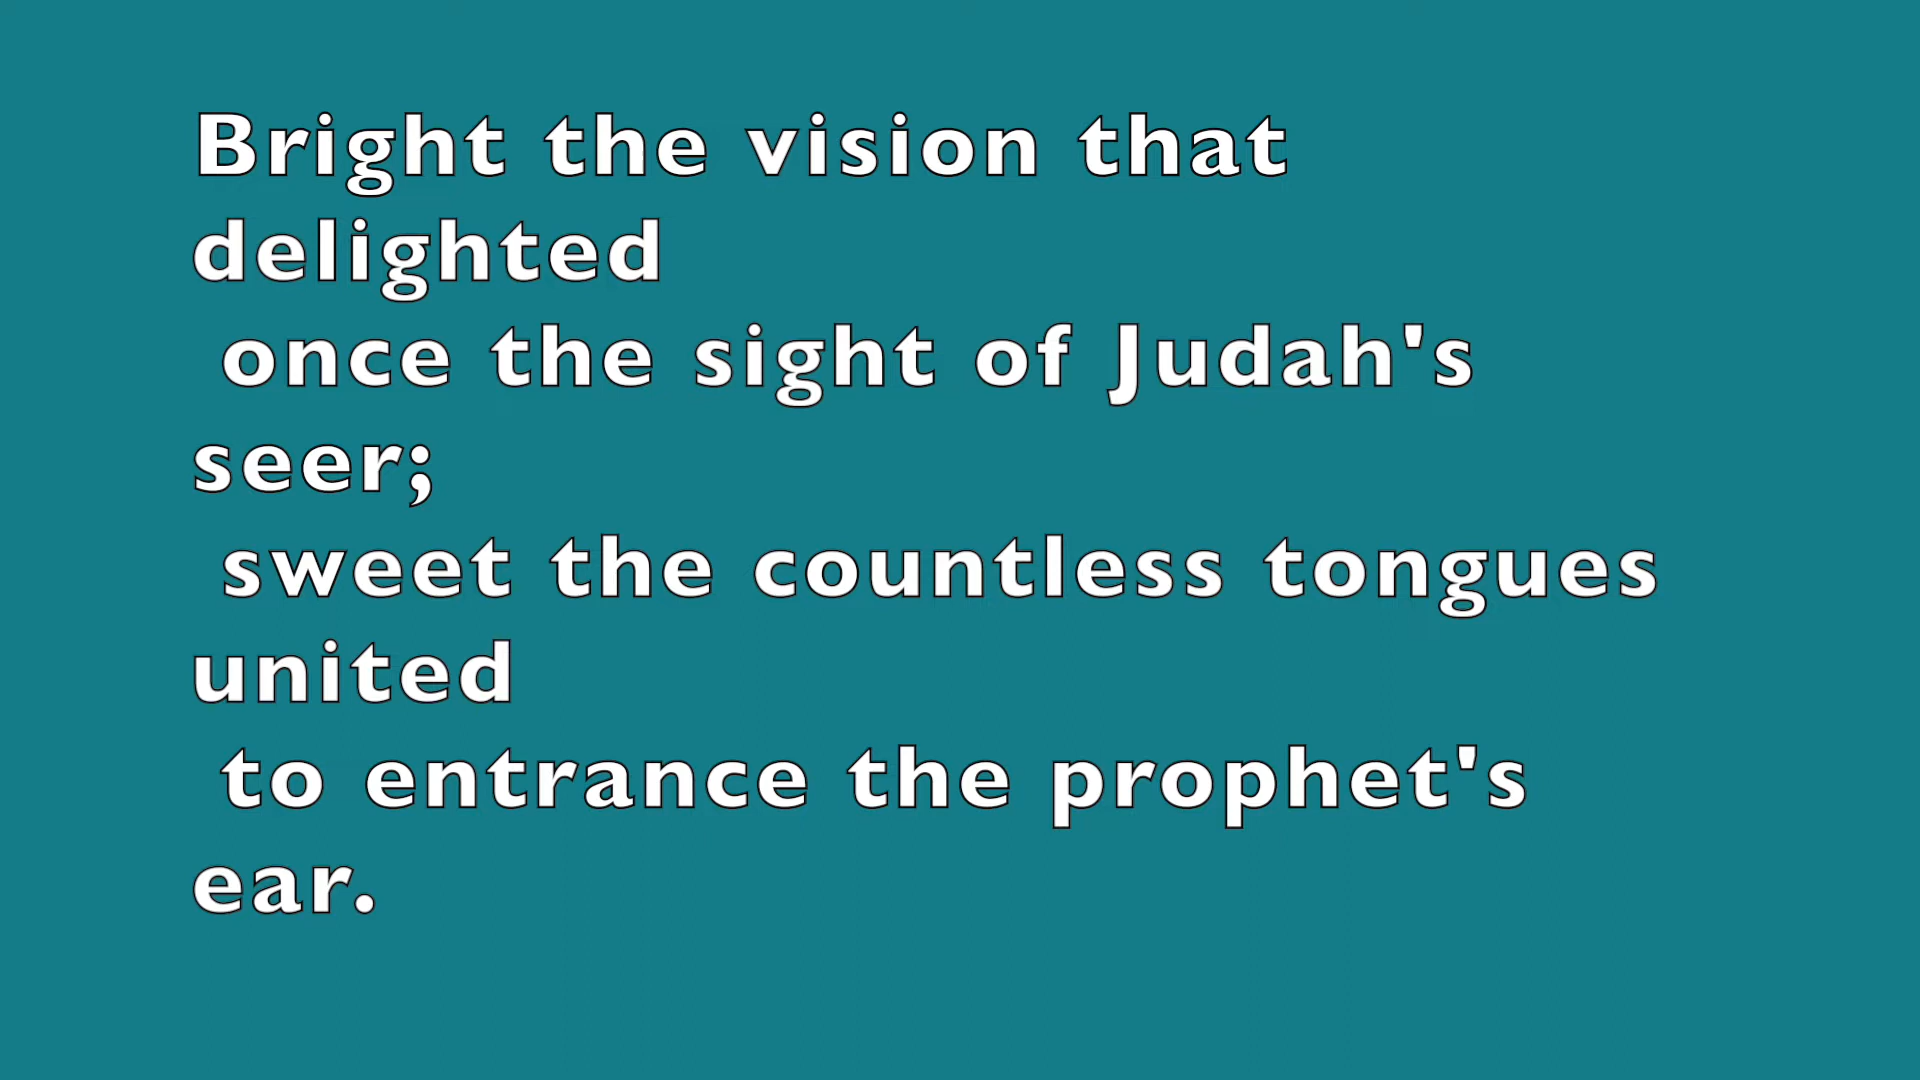 Bright the vision that
delighted
once the sight of Judah's
seer;
sweet the countless tongues
united
to entrance the prophet's
ear.